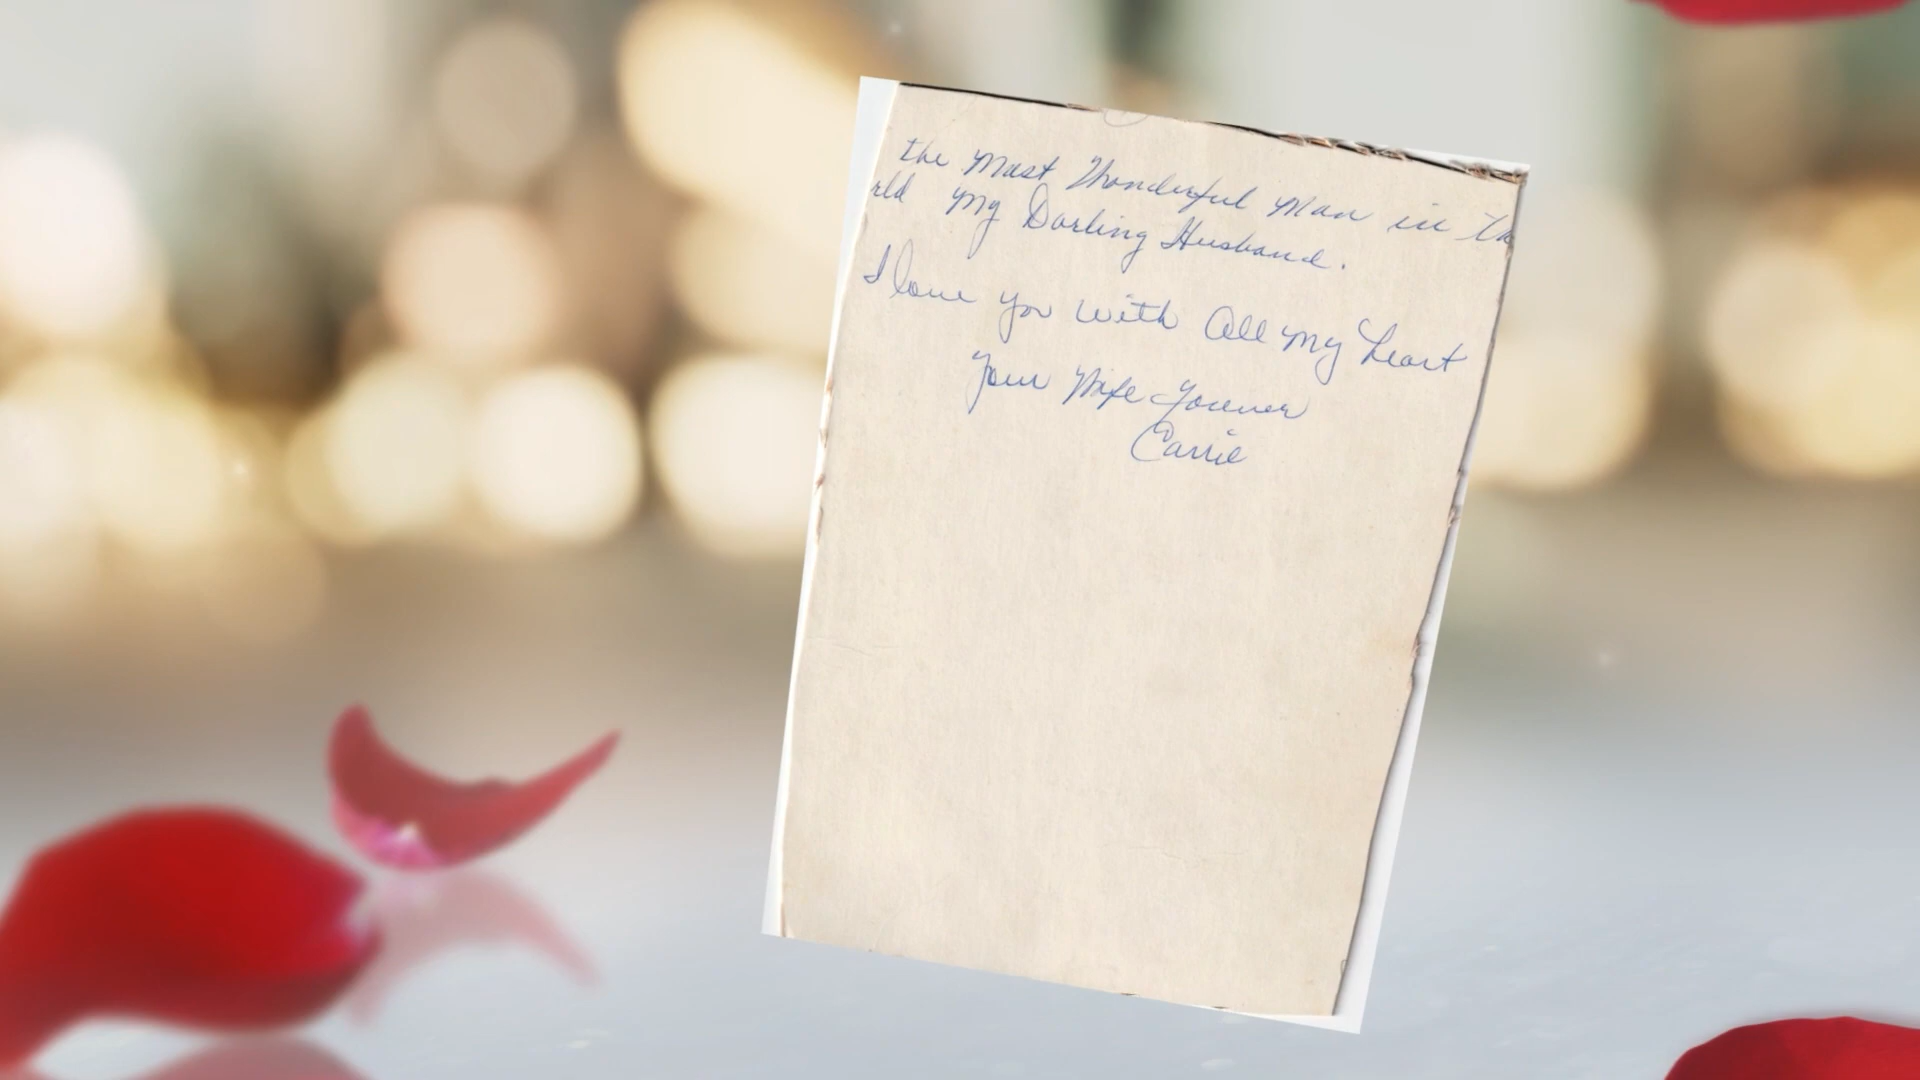 the Most Wonderful Man in th
rld My Darling Husband.
I love you with All my heart
Your Wife Forever
Carrie